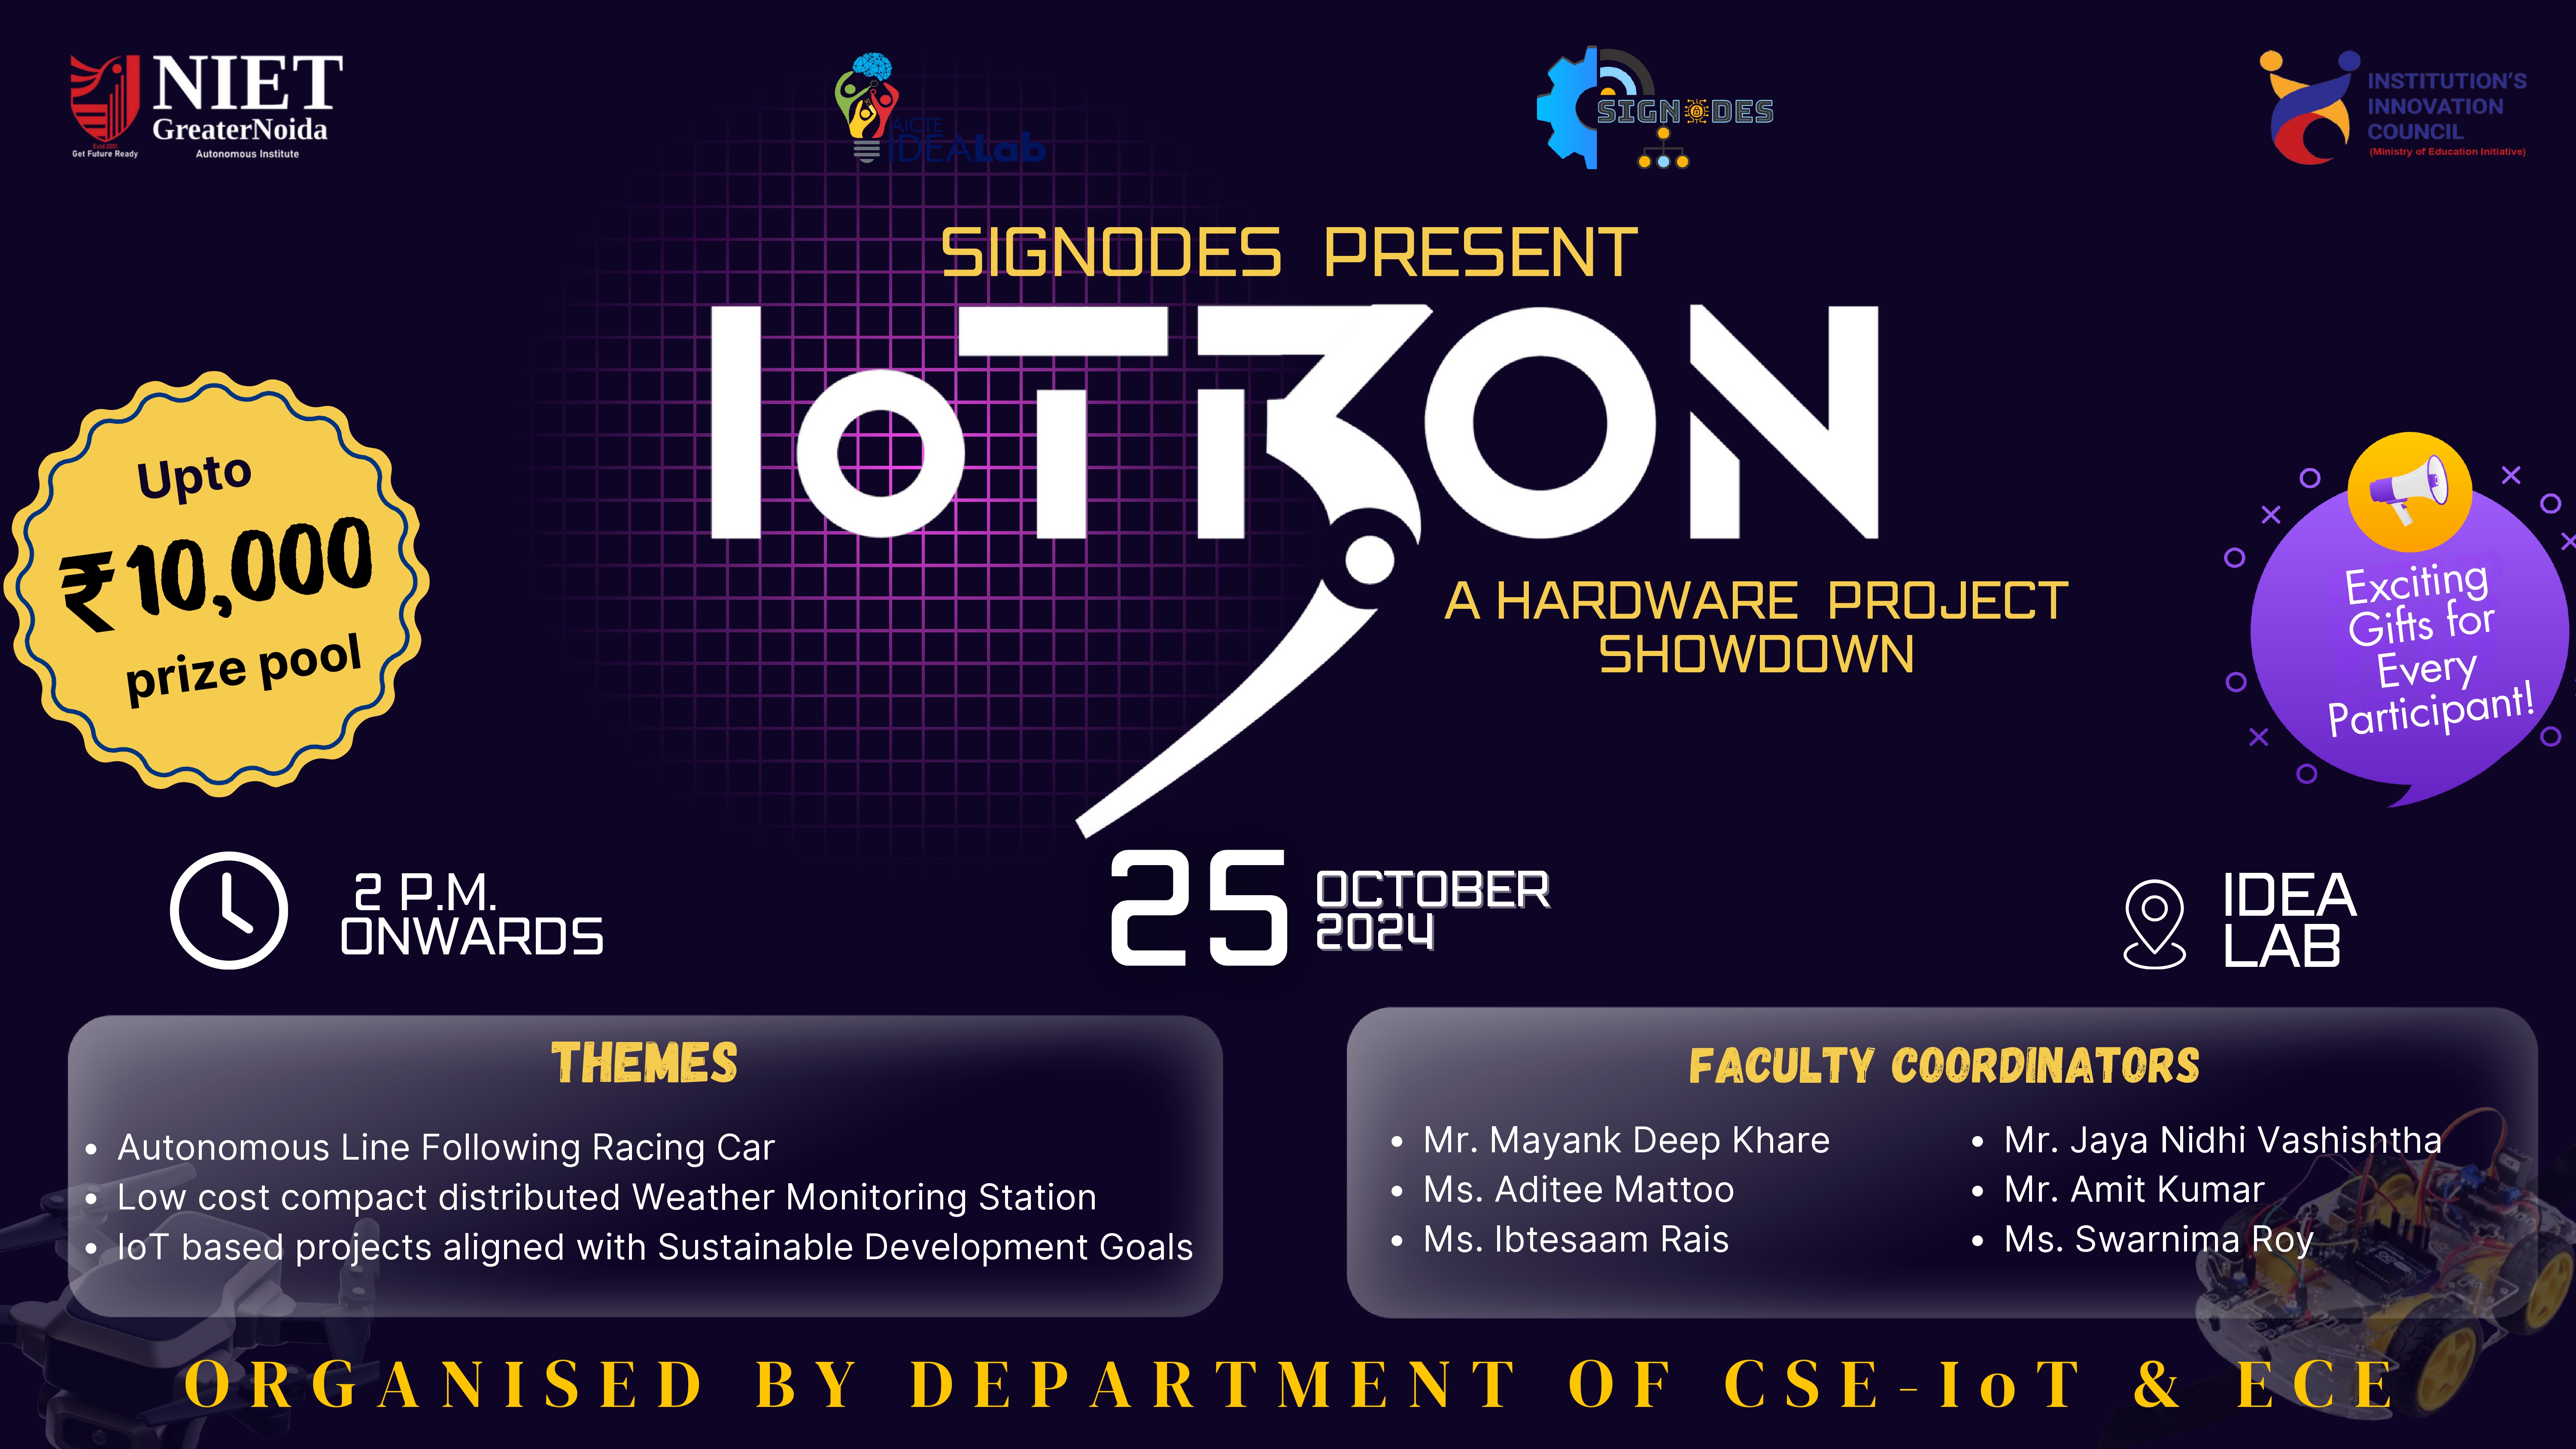 NIET
GreaterNoida
Estd.2001
Get Future Ready
Autonomous Institute
AICTE
IDEALab
SIGNODES
INSTITUTION'S
INNOVATION
COUNCIL
(Ministry of Education Initiative)
SIGNODES PRESENT
IoTRON
A HARDWARE PROJECT
SHOWDOWN
Upto
₹10,000
prize pool
Exciting
Gifts for
Every
Participant!
2 P.M.
ONWARDS
25
OCTOBER
2024
IDEA
LAB
THEMES
• Autonomous Line Following Racing Car
• Low cost compact distributed Weather Monitoring Station
• IoT based projects aligned with Sustainable Development Goals
FACULTY COORDINATORS
• Mr. Mayank Deep Khare
• Ms. Aditee Mattoo
• Ms. Ibtesaam Rais
• Mr. Jaya Nidhi Vashishtha
• Mr. Amit Kumar
• Ms. Swarnima Roy
ORGANISED BY DEPARTMENT OF CSE-IoT & ECE